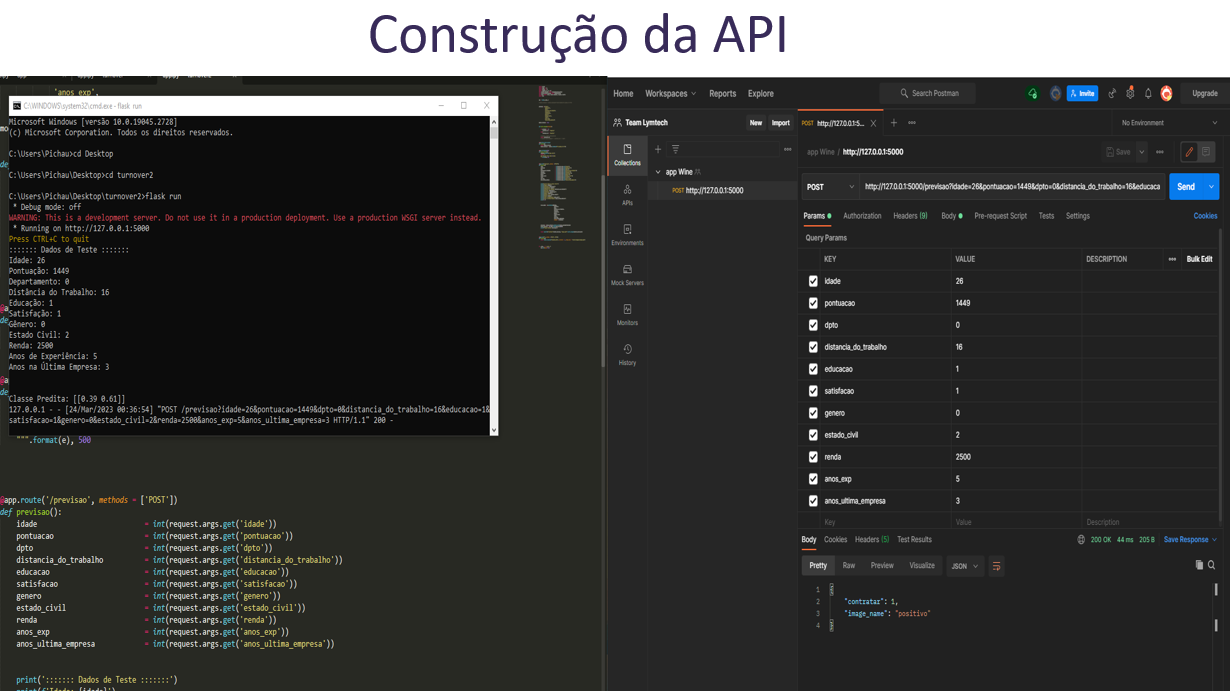 Construção da API
'anos_exp',
C:\WINDOWS\system32\cmd.exe - flask run
Microsoft Windows [versão 10.0.19045.2728]
(c) Microsoft Corporation. Todos os direitos reservados.
C:\Users\Pichau>cd Desktop
C:\Users\Pichau\Desktop>cd turnover2
C:\Users\Pichau\Desktop\turnover2>flask run
* Debug mode: off
WARNING: This is a development server. Do not use it in a production deployment. Use a production WSGI server instead.
* Running on http://127.0.0.1:5000
Press CTRL+C to quit
::::::: Dados de Teste :::::::
Idade: 26
Pontuação: 1449
Departamento: 0
Distância do Trabalho: 16
Educação: 1
Satisfação: 1
Gênero: 0
Estado Civil: 2
Renda: 2500
Anos de Experiência: 5
Anos na Última Empresa: 3
Classe Predita: [[0.39 0.61]]
127.0.0.1 - - [24/Mar/2023 00:36:54] "POST /previsao?idade=26&pontuacao=1449&dpto=0&distancia_do_trabalho=16&educacao=1&
satisfacao=1&genero=0&estado_civil=2&renda=2500&anos_exp=5&anos_ultima_empresa=3 HTTP/1.1" 200 -
""".format(e), 500
@app.route('/previsao', methods = ['POST'])
def previsao():
idade = int(request.args.get('idade'))
pontuacao = int(request.args.get('pontuacao'))
dpto = int(request.args.get('dpto'))
distancia_do_trabalho = int(request.args.get('distancia_do_trabalho'))
educacao = int(request.args.get('educacao'))
satisfacao = int(request.args.get('satisfacao'))
genero = int(request.args.get('genero'))
estado_civil = int(request.args.get('estado_civil'))
renda = int(request.args.get('renda'))
anos_exp = int(request.args.get('anos_exp'))
anos_ultima_empresa = int(request.args.get('anos_ultima_empresa'))
print('::::::: Dados de Teste :::::::')
Home Workspaces Reports Explore Search Postman Invite Upgrade
Team Lymtech New Import POST http://127.0.0.1:5... No Environment
Collections
APIs
Environments
Mock Servers
Monitors
History
app Wine
POST http://127.0.0.1:5000
app Wine / http://127.0.0.1:5000 Save
POST http://127.0.0.1:5000/previsao?idade=26&pontuacao=1449&dpto=0&distancia_do_trabalho=16&educaca Send
Params Authorization Headers (9) Body Pre-request Script Tests Settings Cookies
Query Params
KEY VALUE DESCRIPTION Bulk Edit
idade 26
pontuacao 1449
dpto 0
distancia_do_trabalho 16
educacao 1
satisfacao 1
genero 0
estado_civil 2
renda 2500
anos_exp 5
anos_ultima_empresa 3
Key Value Description
Body Cookies Headers (5) Test Results 200 OK 44 ms 205 B Save Response
Pretty Raw Preview Visualize JSON
1
2 "contratar": 1,
3 "image_name": "positivo"
4